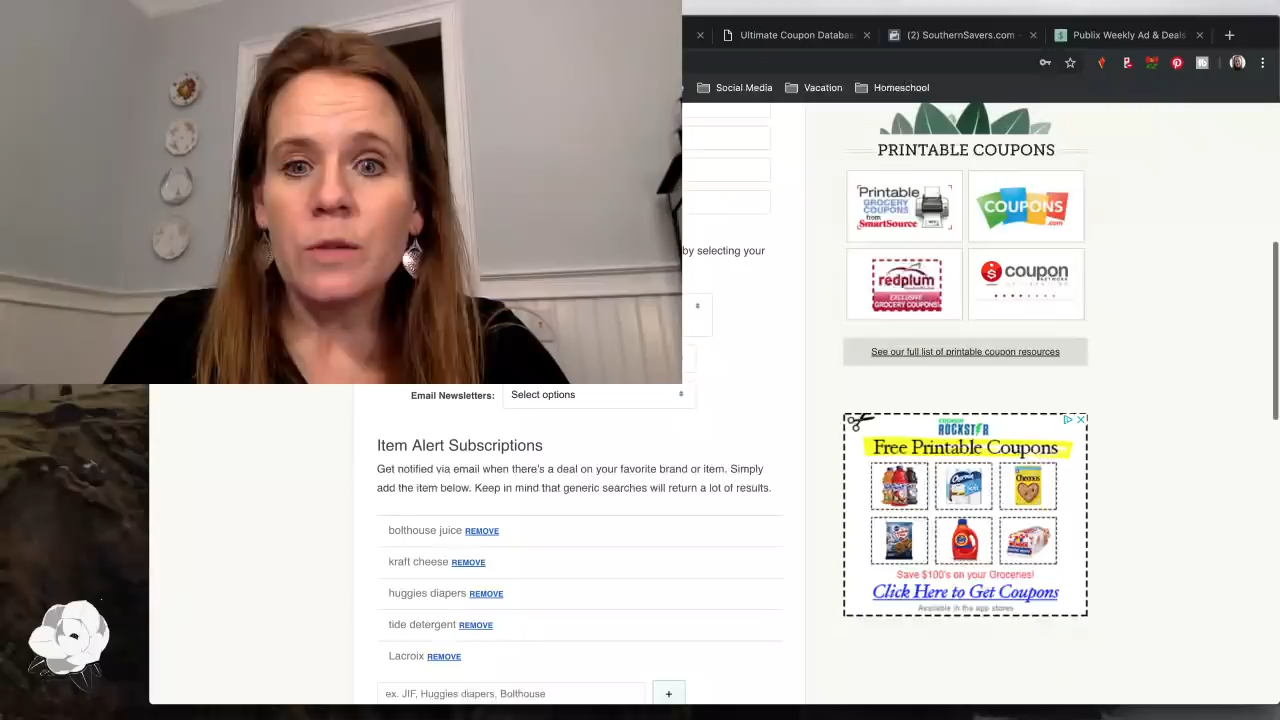 Ultimate Coupon Databas
(2) SouthernSavers.com
Publix Weekly Ad & Deals
Social Media
Vacation
Homeschool
PRINTABLE COUPONS
Printable
GROCERY
COUPONS
from
SmartSource
COUPONS
.com
redplum
EXCLUSIVE
GROCERY COUPONS!
coupon
NETWORK
See our full list of printable coupon resources
by selecting your
Email Newsletters:
Select options
Item Alert Subscriptions
Get notified via email when there's a deal on your favorite brand or item. Simply
add the item below. Keep in mind that generic searches will return a lot of results.
bolthouse juice REMOVE
kraft cheese REMOVE
huggies diapers REMOVE
tide detergent REMOVE
Lacroix REMOVE
ex. JIF, Huggies diapers, Bolthouse
+
ROCKSTAR
Free Printable Coupons
Charmin
Cheerios
Save $100's on your Groceries!
Click Here to Get Coupons
Available in the app stores